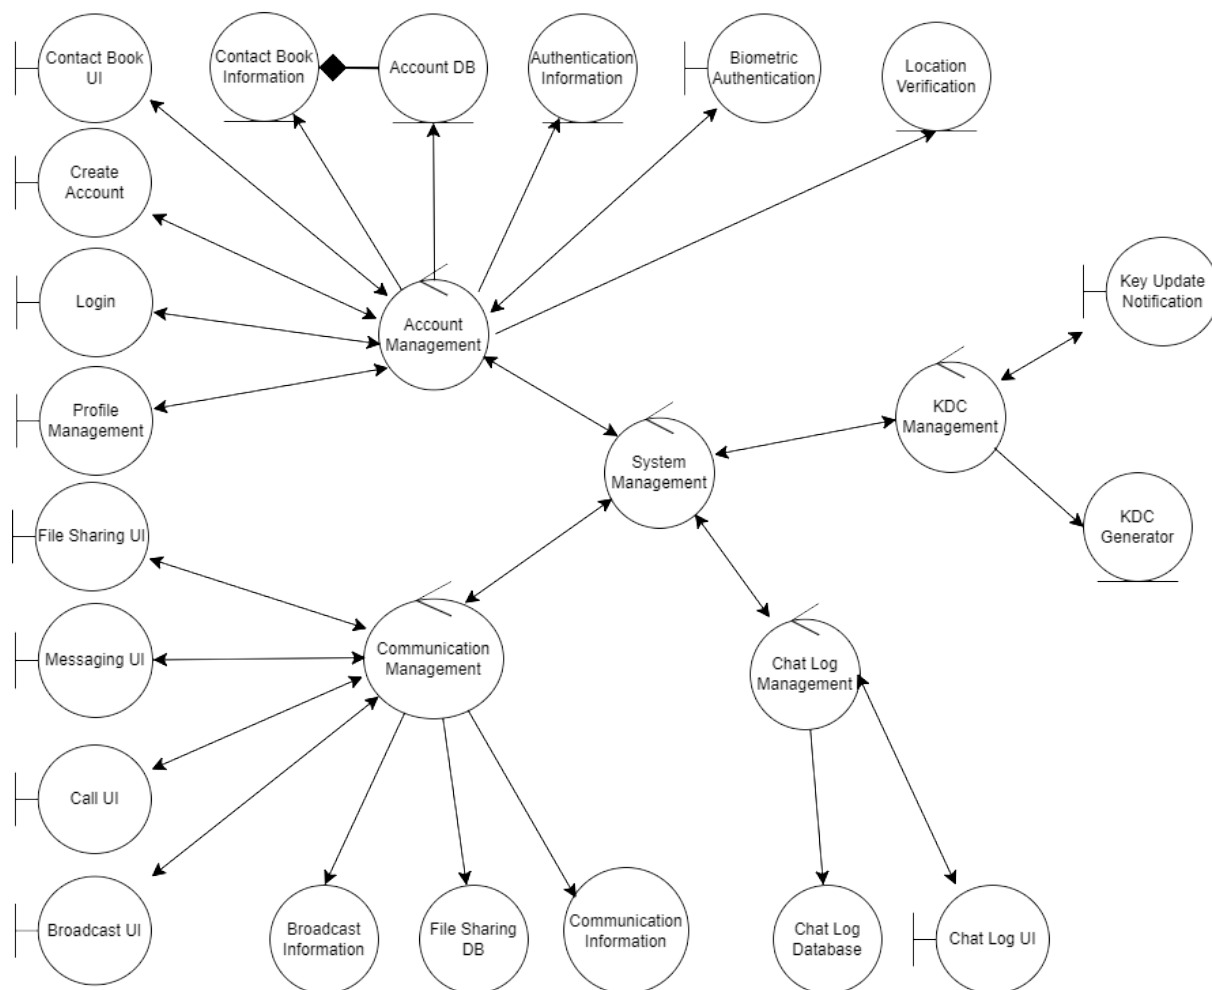 Contact Book
UI
Contact Book
Information
Account DB
Authentication
Information
Biometric
Authentication
Location
Verification
Create
Account
Login
Account
Management
Key Update
Notification
Profile
Management
KDC
Management
System
Management
File Sharing UI
KDC
Generator
Messaging UI
Communication
Management
Chat Log
Management
Call UI
Broadcast UI
Broadcast
Information
File Sharing
DB
Communication
Information
Chat Log
Database
Chat Log UI